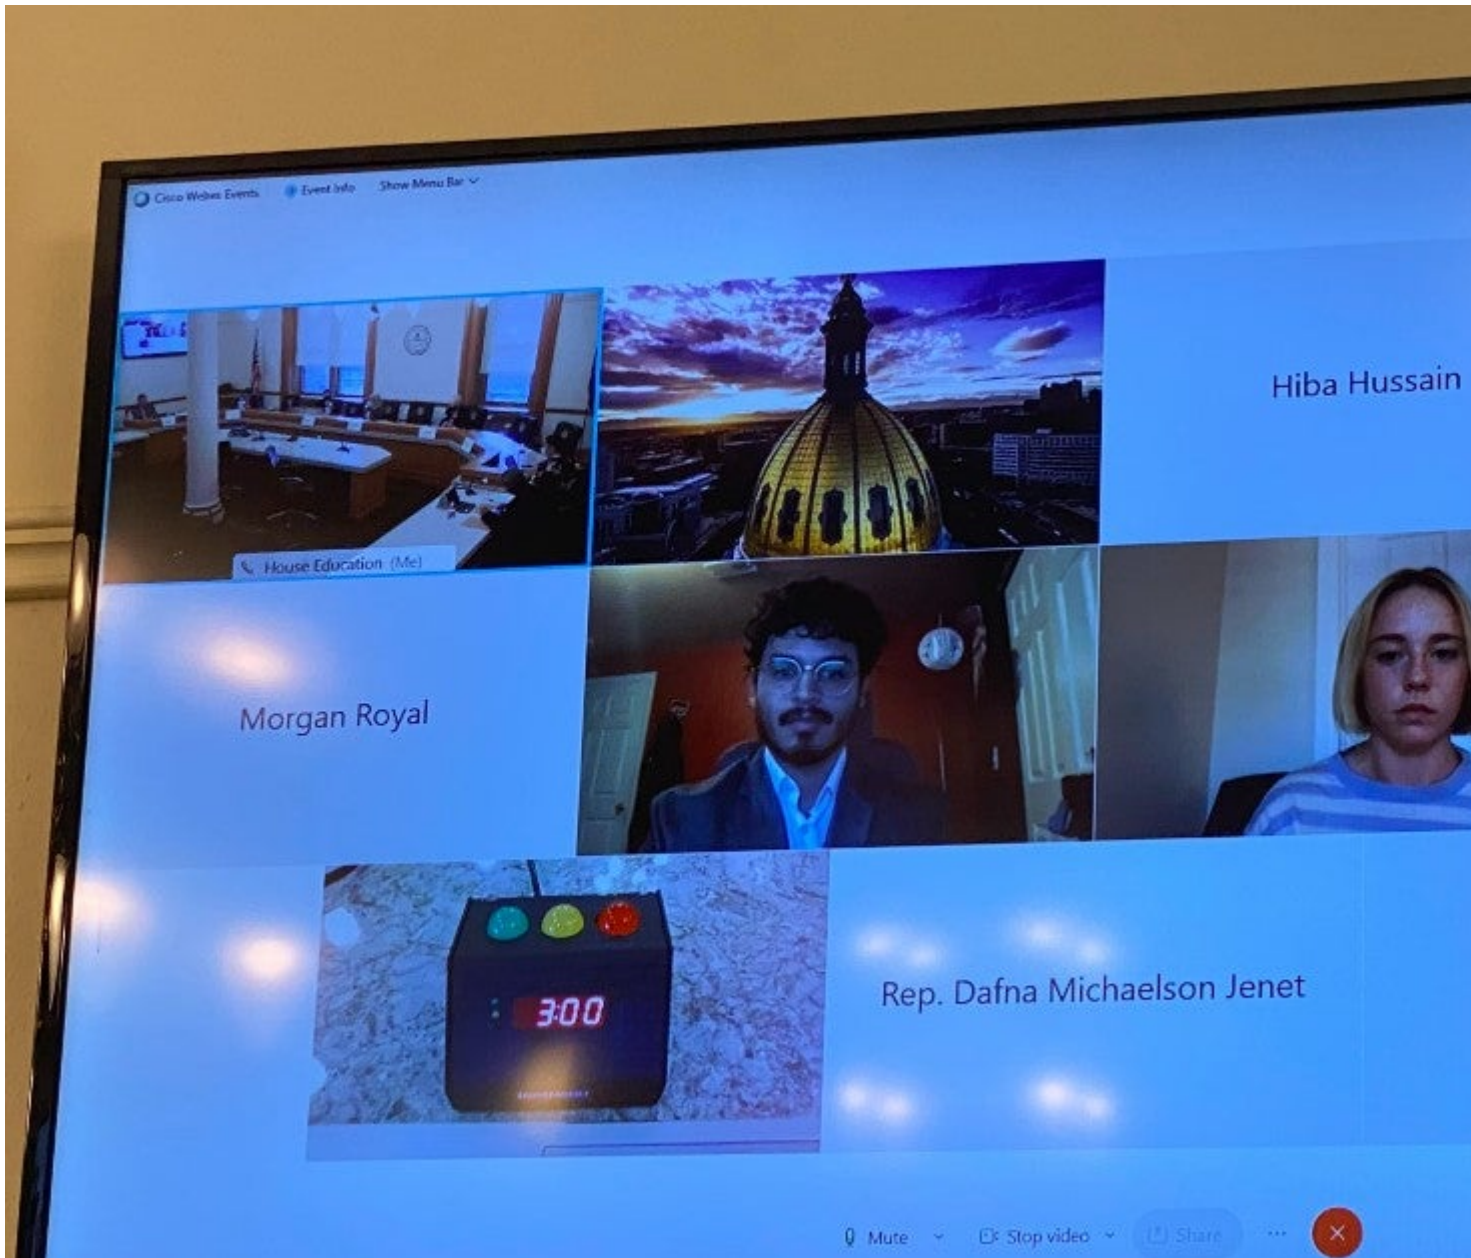 Cisco Webex Events
Event Info
Show Menu Bar
Hiba Hussain
House Education (Me)
Morgan Royal
3:00
Rep. Dafna Michaelson Jenet
Mute
Stop video
Share